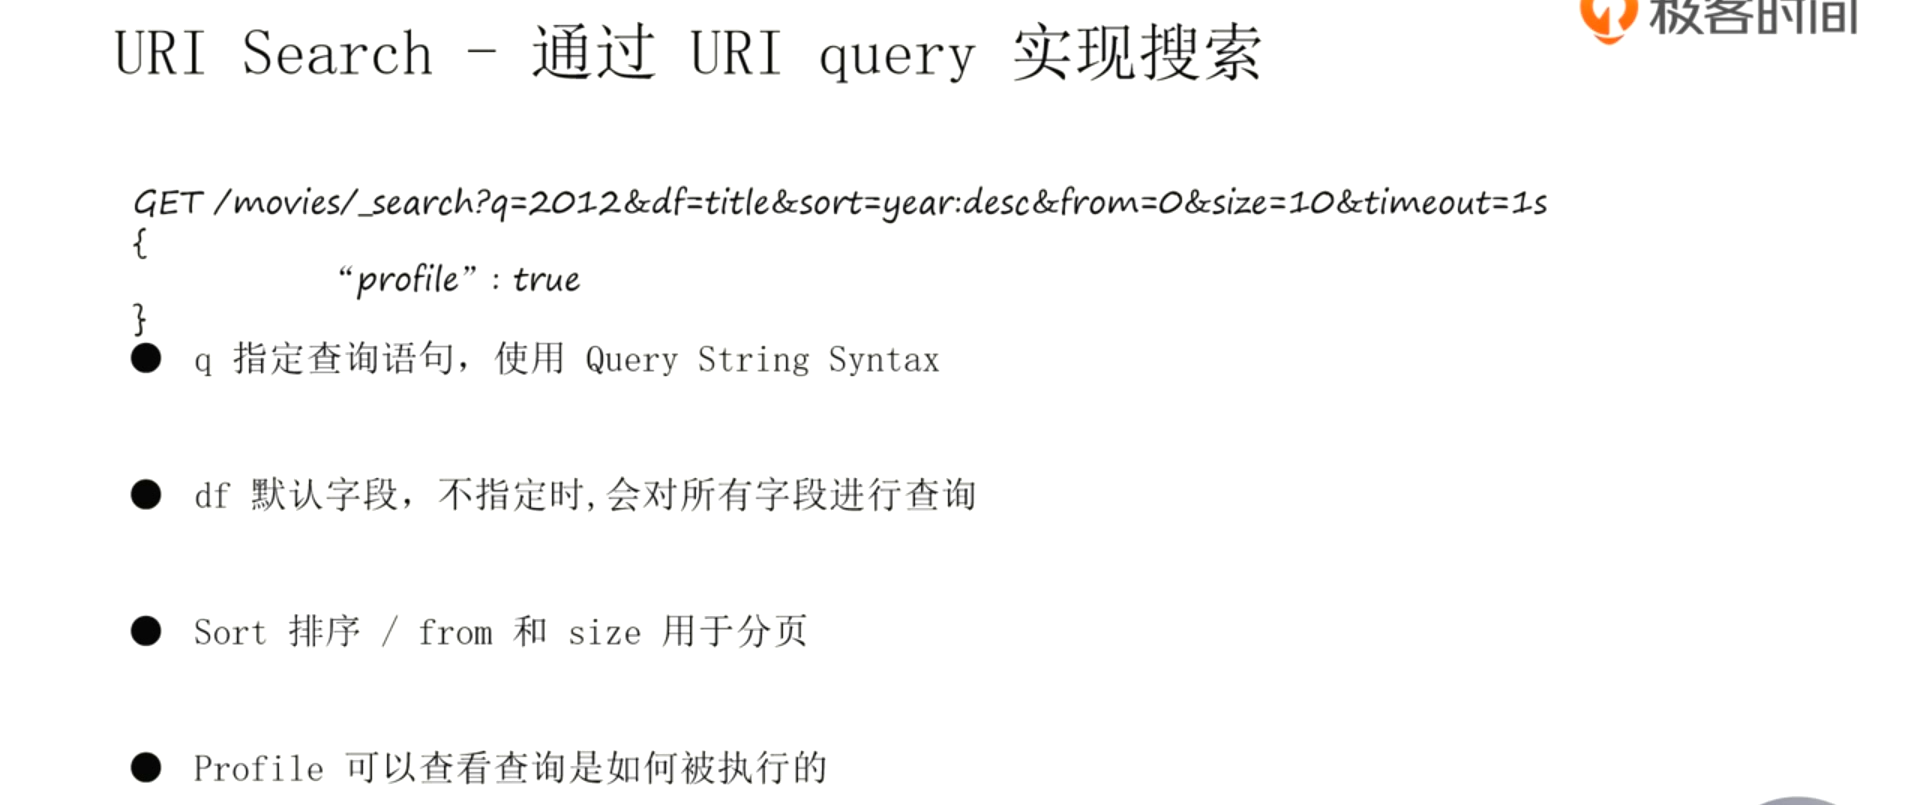 极客时间
URI Search - 通过 URI query 实现搜索
GET /movies/_search?q=2012&df=title&sort=year:desc&from=0&size=10&timeout=1s
{
“profile” : true
}
● q 指定查询语句，使用 Query String Syntax
● df 默认字段，不指定时,会对所有字段进行查询
● Sort 排序 / from 和 size 用于分页
● Profile 可以查看查询是如何被执行的